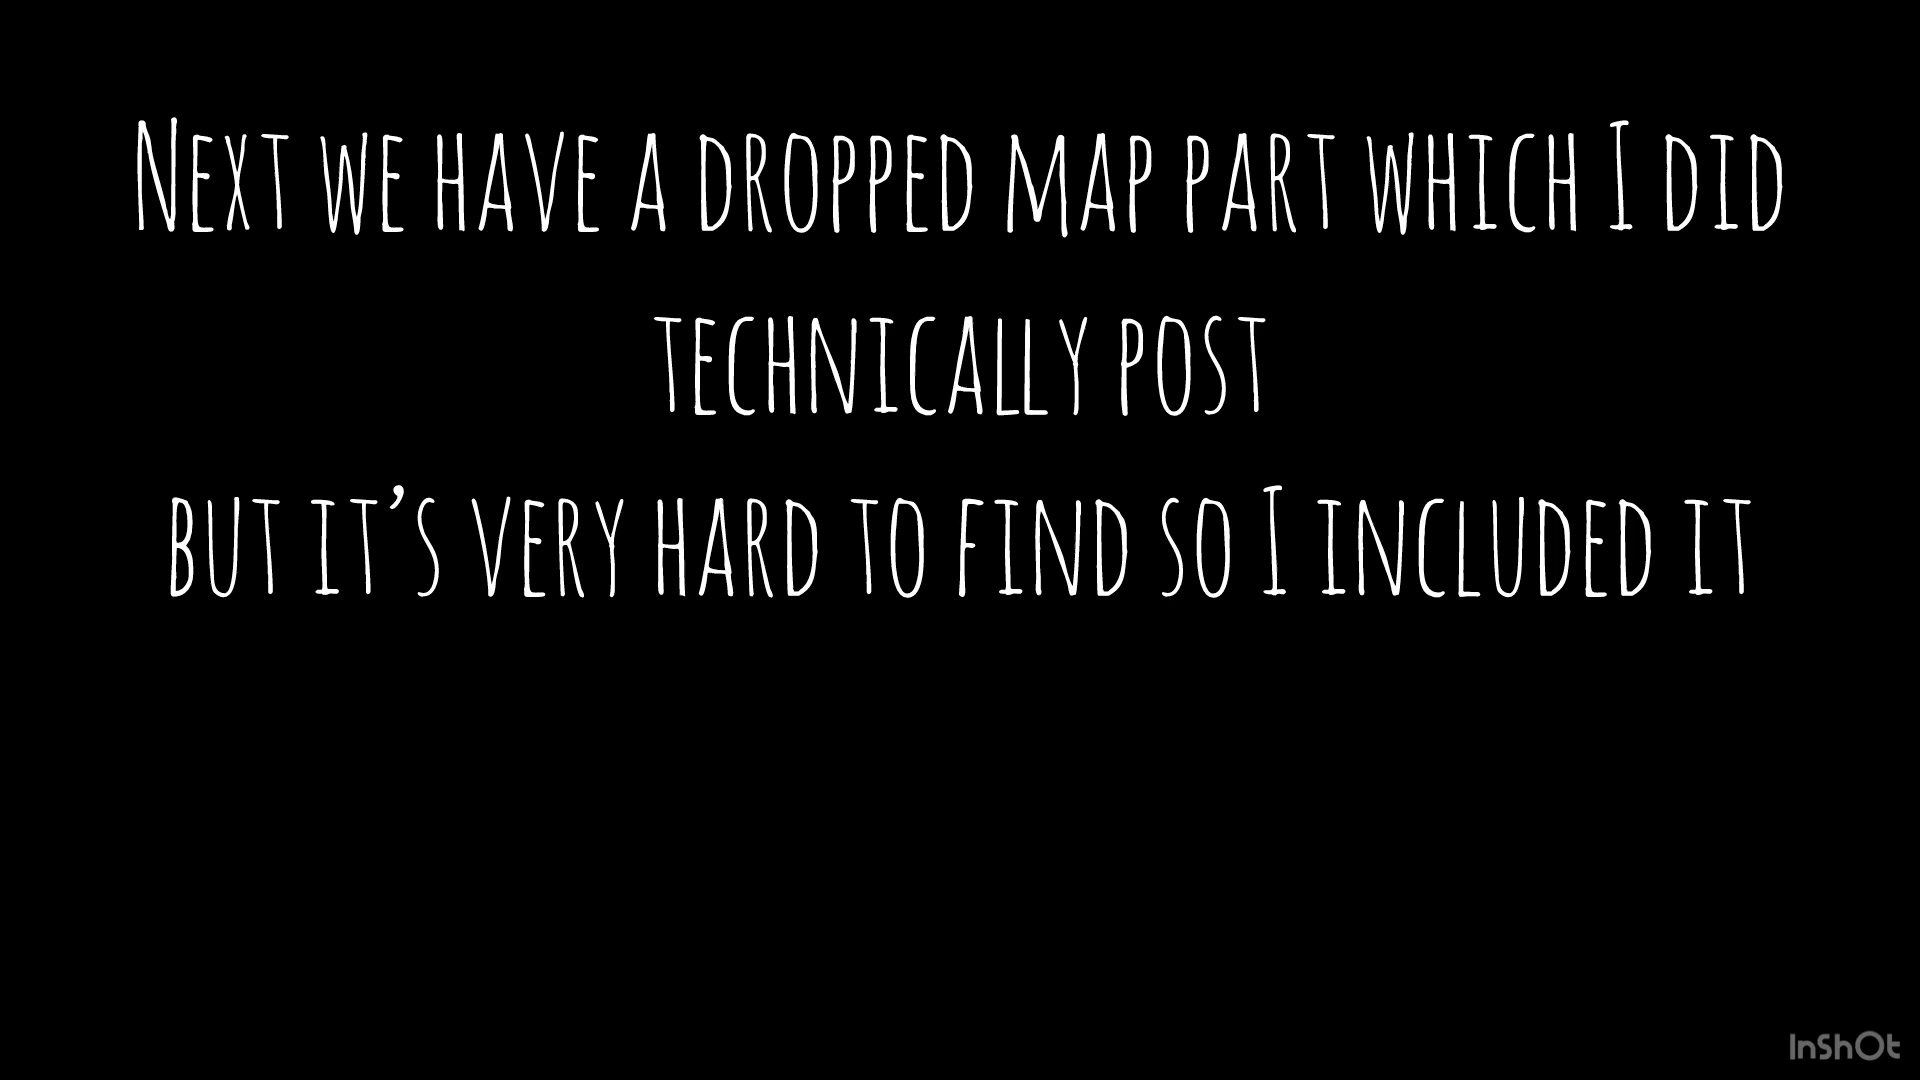 Next we have a dropped map part which I did
technically post
but it’s very hard to find so I included it
InShOt